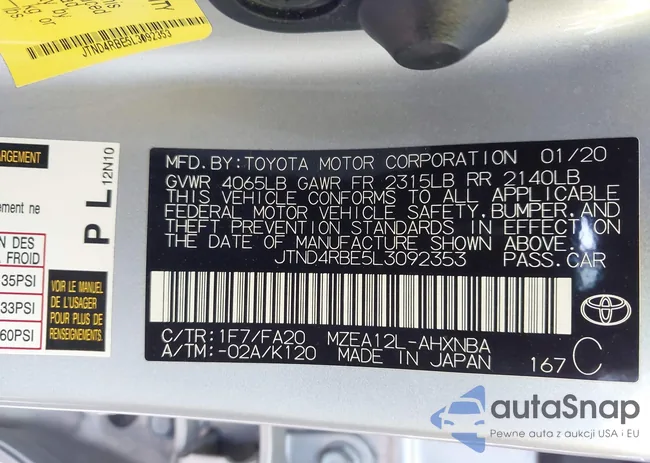 JTND4RBE5L3092353
ARGEMENT
ement ne
PL
12N10
N DES
A FROID
35PSI
33PSI
60PSI
VOIR LE MANUEL
DE L'USAGER
POUR PLUS DE
RENSEIGNEMENTS
MFD.BY:TOYOTA MOTOR CORPORATION 01/20
GVWR 4065LB GAWR FR 2315LB RR 2140LB
THIS VEHICLE CONFORMS TO ALL APPLICABLE
FEDERAL MOTOR VEHICLE SAFETY,BUMPER,AND
THEFT PREVENTION STANDARDS IN EFFECT ON
THE DATE OF MANUFACTURE SHOWN ABOVE.
JTND4RBE5L3092353 PASS.CAR
C/TR: 1F7/FA20 MZEA12L-AHXNBA
A/TM: -02A/K120 MADE IN JAPAN 167 C
autaSnap
Pewne auta z aukcji USA i EU